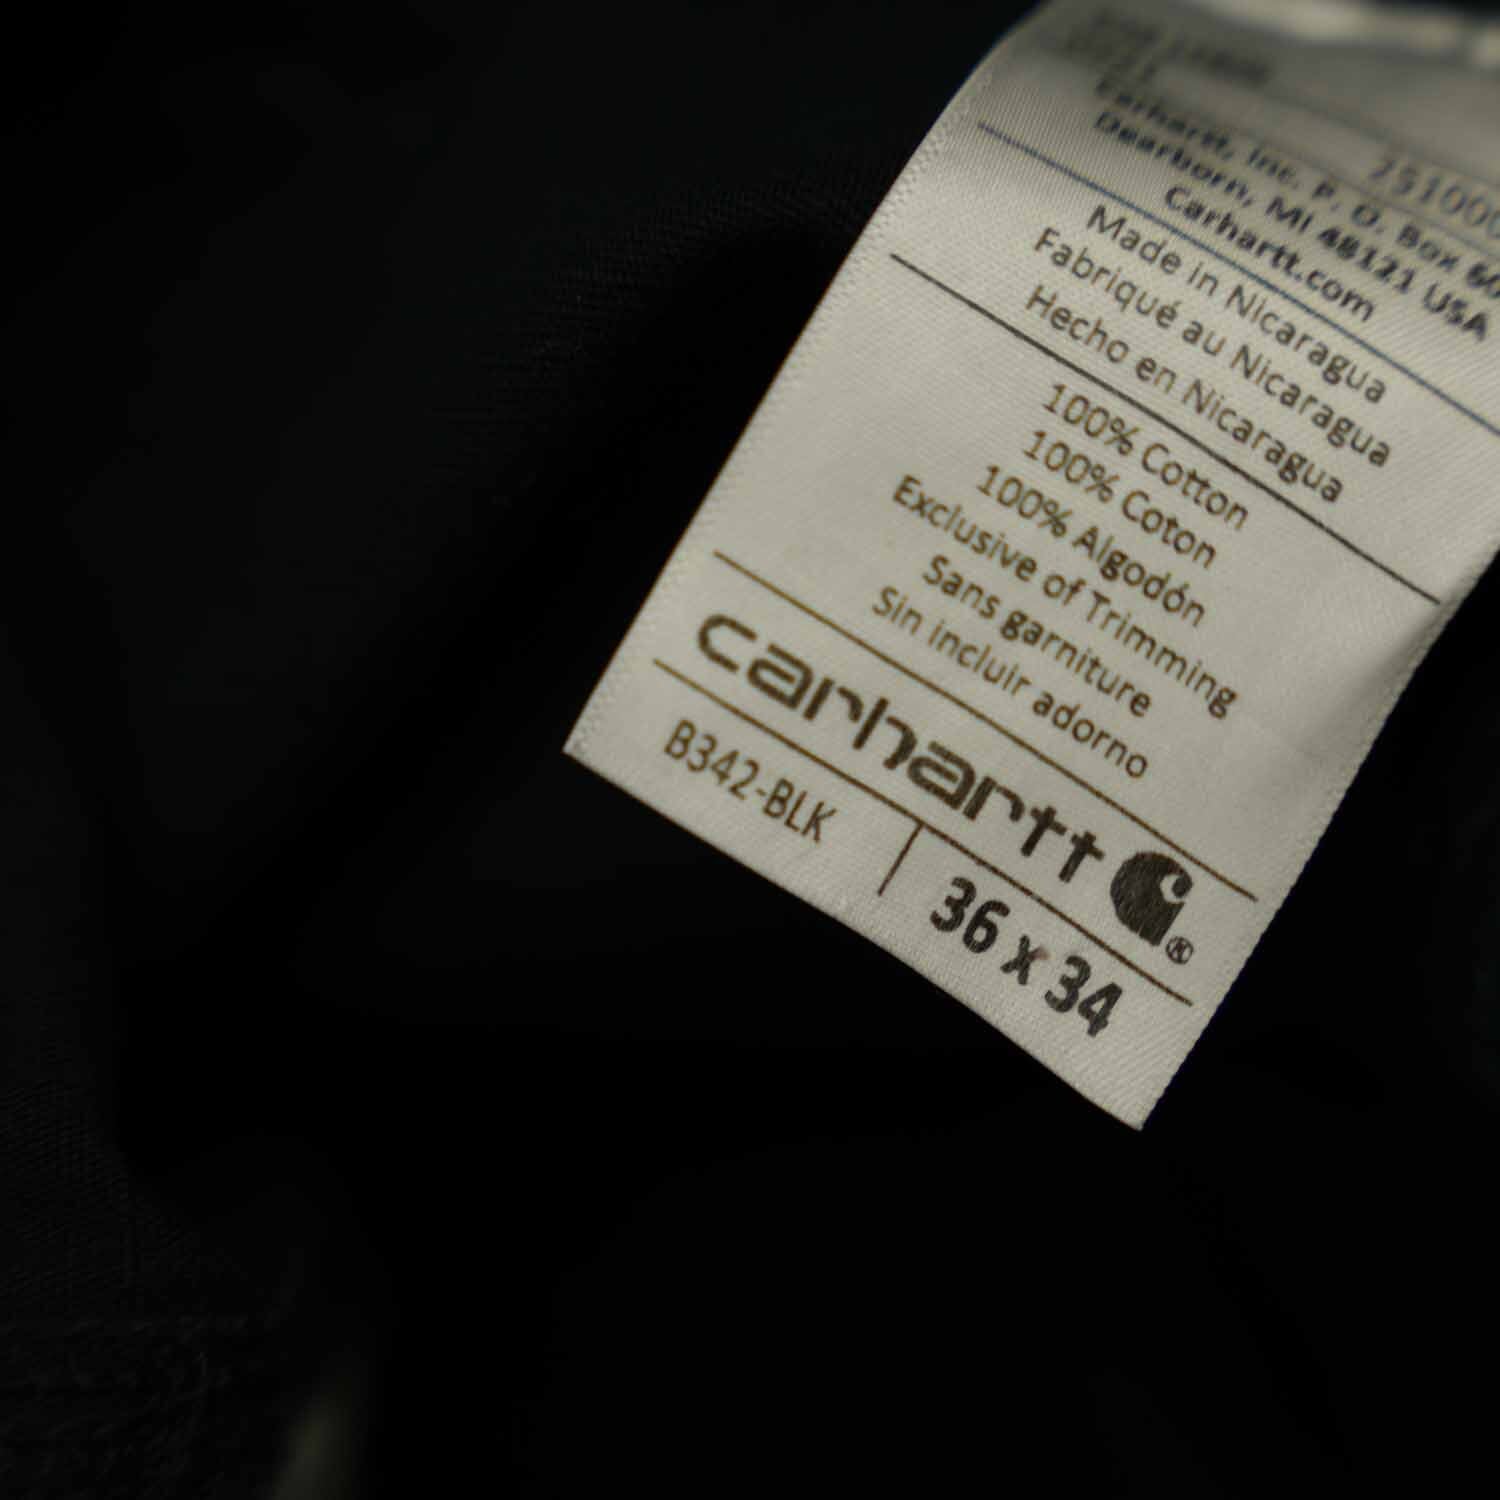 Carhartt, Inc. P. O. Box
Dearborn, MI 48121 USA
Carhartt.com
Made in Nicaragua
Fabriqué au Nicaragua
Hecho en Nicaragua
100% Cotton
100% Coton
100% Algodón
Exclusive of Trimming
Sans garniture
Sin incluir adorno
carhartt ®
B342-BLK
36 x 34